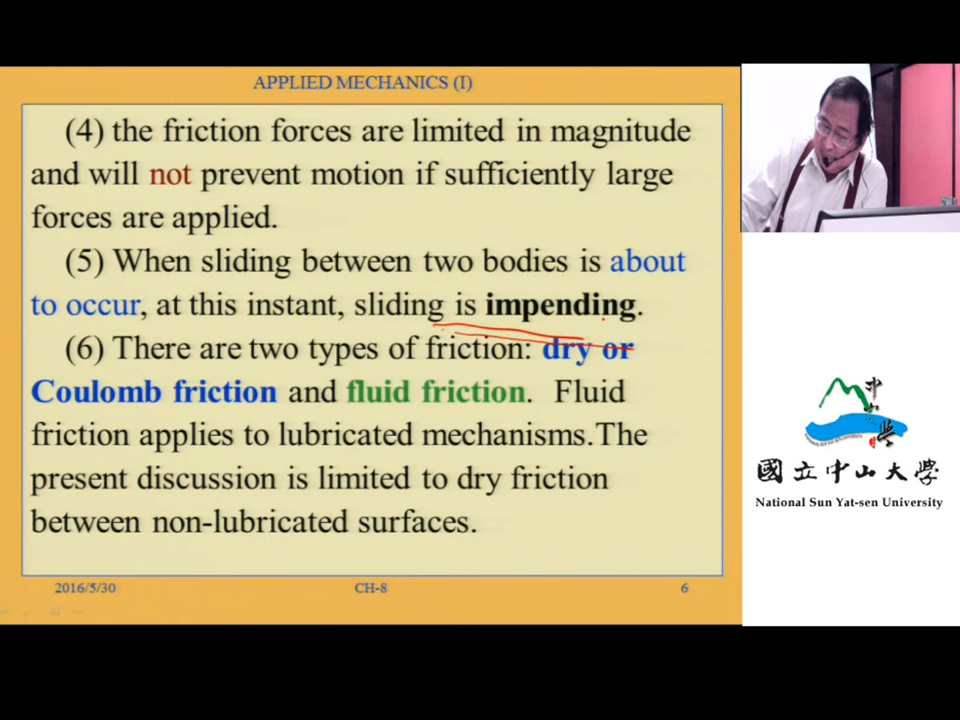 APPLIED MECHANICS (I)
(4) the friction forces are limited in magnitude
and will not prevent motion if sufficiently large
forces are applied.
(5) When sliding between two bodies is about
to occur, at this instant, sliding is impending.
(6) There are two types of friction: dry or
Coulomb friction and fluid friction. Fluid
friction applies to lubricated mechanisms.The
present discussion is limited to dry friction
between non-lubricated surfaces.
2016/5/30
CH-8
6
中山大學
國立中山大學
National Sun Yat-sen University